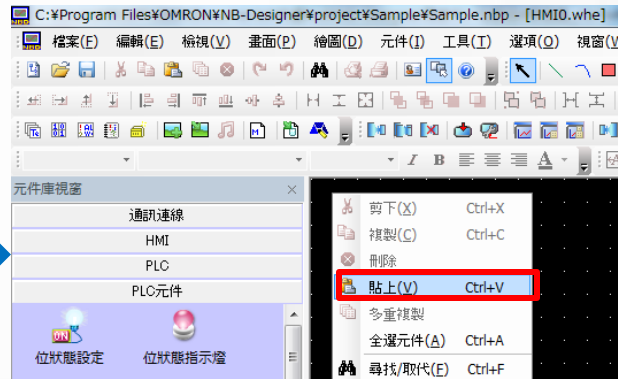 C:¥Program Files¥OMRON¥NB-Designer¥project¥Sample¥Sample.nbp - [HMI0.whe]
檔案(F) 編輯(E) 檢視(V) 畫面(P) 繪圖(D) 元件(I) 工具(T) 選項(O) 視窗(V
I B A
元件庫視窗
通訊連線
HMI
PLC
PLC元件
位狀態設定 位狀態指示燈
剪下(X) Ctrl+X
複製(C) Ctrl+C
刪除
貼上(V) Ctrl+V
多重複製
全選元件(A) Ctrl+A
尋找/取代(F) Ctrl+F